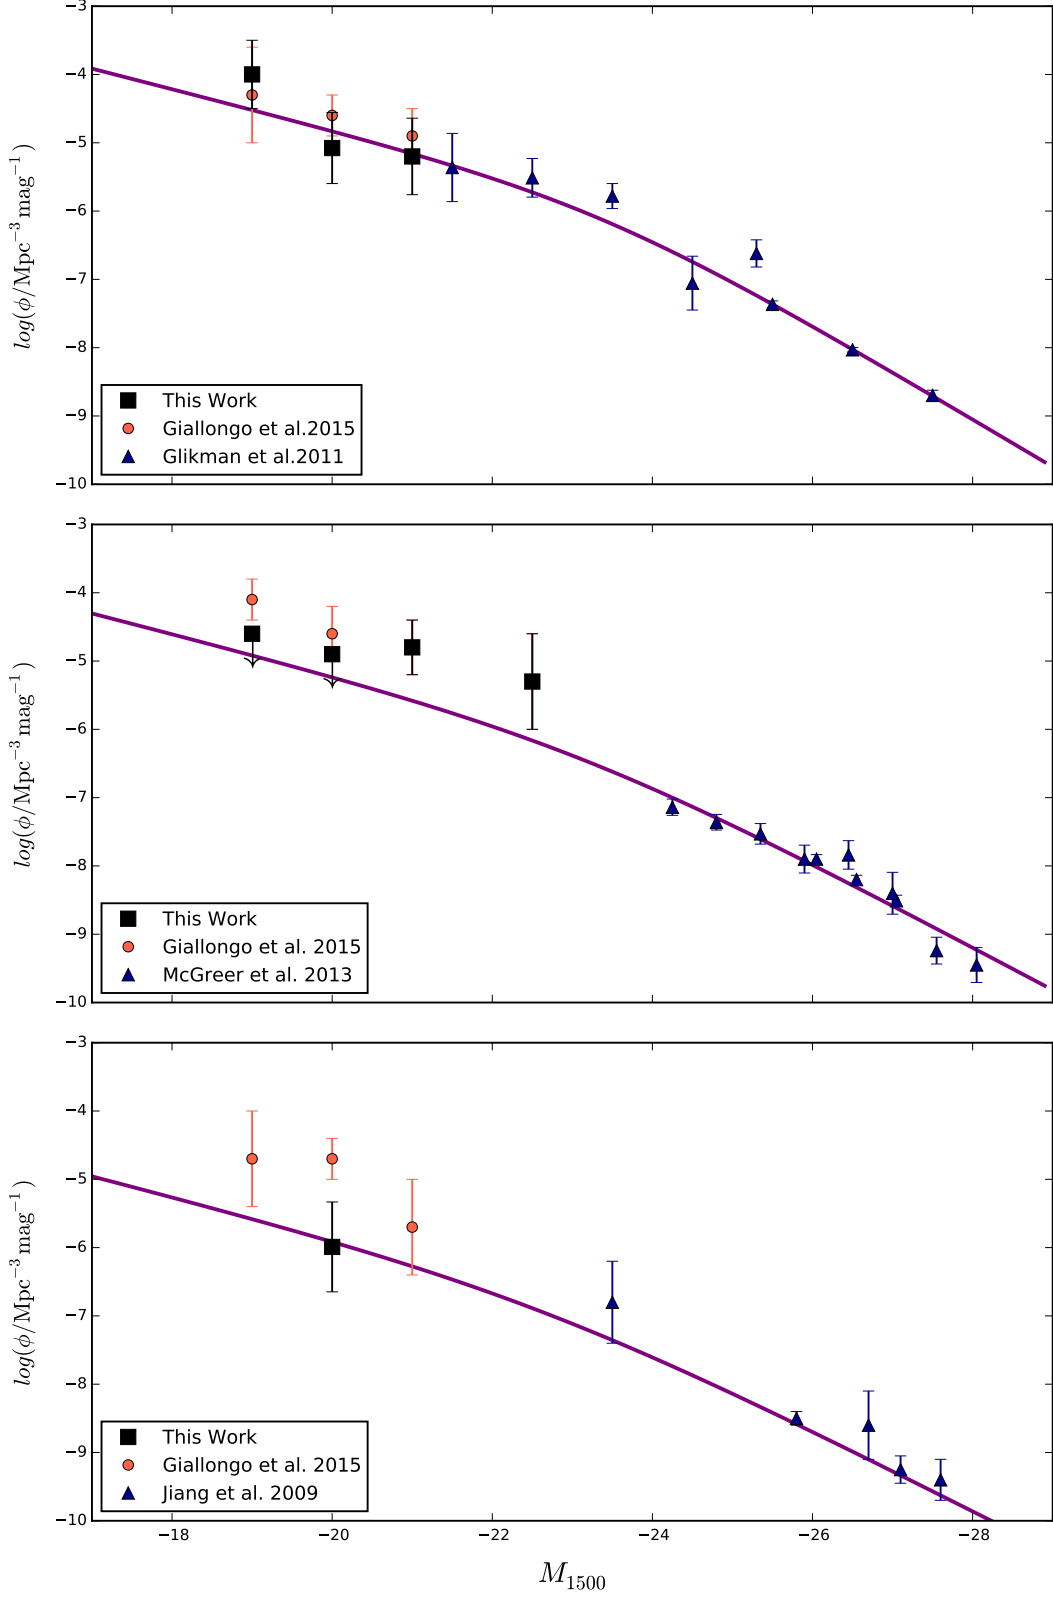 −3
−4
−5
−6
−7
−8
−9
−10
log(ϕ/Mpc⁻³ mag⁻¹)
This Work
Giallongo et al.2015
Glikman et al.2011
−3
−4
−5
−6
−7
−8
−9
−10
log(ϕ/Mpc⁻³ mag⁻¹)
This Work
Giallongo et al. 2015
McGreer et al. 2013
−3
−4
−5
−6
−7
−8
−9
−10
log(ϕ/Mpc⁻³ mag⁻¹)
This Work
Giallongo et al. 2015
Jiang et al. 2009
−18 −20 −22 −24 −26 −28
M₁₅₀₀